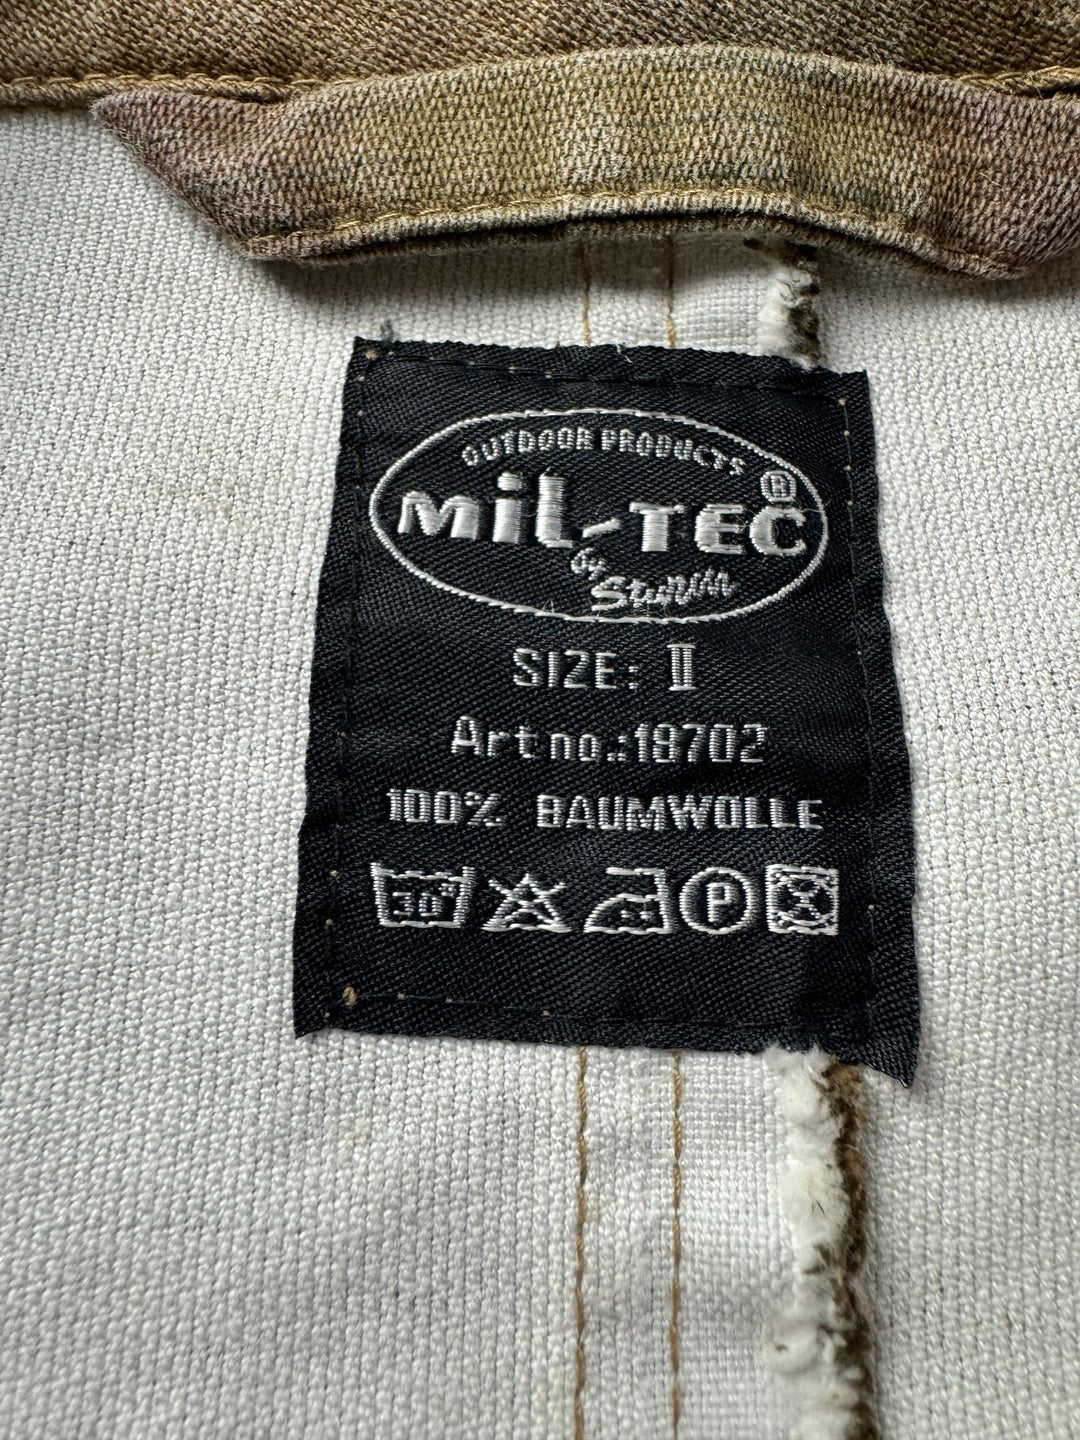 OUTDOOR PRODUCTS
MiL-TEC ®
by Sturm
SIZE: II
Art no.:18702
100% BAUMWOLLE
30° P